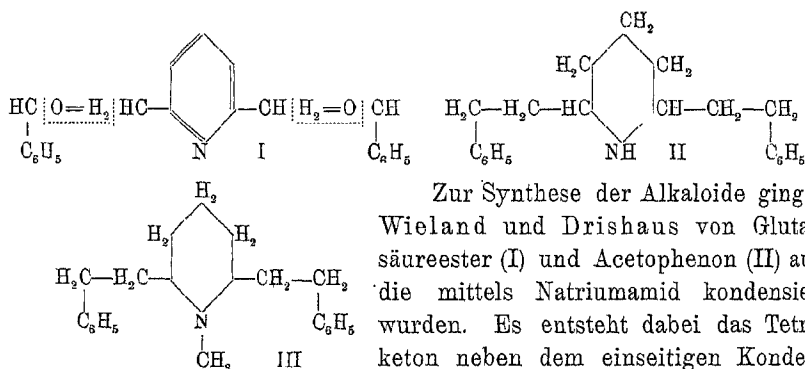 CH₂
H₂C CH₂
HC O=H₂ HC CH H₂=O CH
H₂C—H₂C—HC CH—CH₂—CH₂
C₆H₅ N I C₆H₅
C₆H₅ NH II C₆H₅
H₂
H₂ H₂
H₂C—H₂C CH₂—CH₂
C₆H₅ N C₆H₅
CH₃ III
Zur Synthese der Alkaloide ging
Wieland und Drishaus von Gluta
säureester (I) und Acetophenon (II) au
die mittels Natriumamid kondensie
wurden. Es entsteht dabei das Tetr
keton neben dem einseitigen Konde